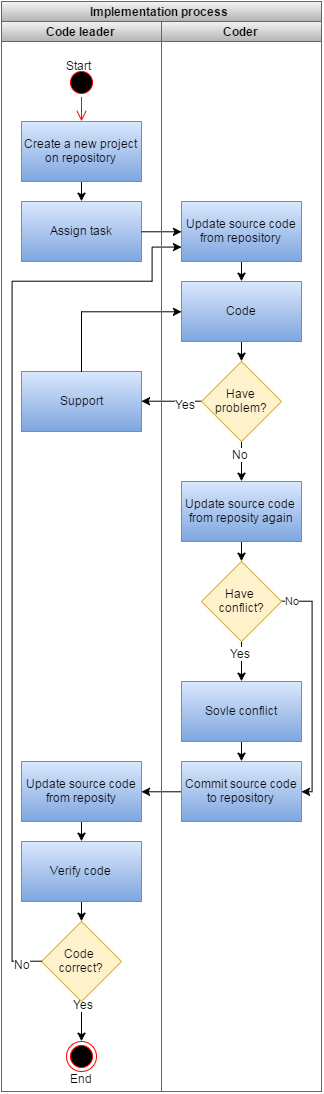 Implementation process
Code leader
Coder
Start
Create a new project
on repository
Assign task
Update source code
from repository
Code
Support
Yes
Have
problem?
No
Update source code
from reposity again
Have
conflict?
No
Yes
Sovle conflict
Update source code
from reposity
Commit source code
to repository
Verify code
Code
correct?
No
Yes
End